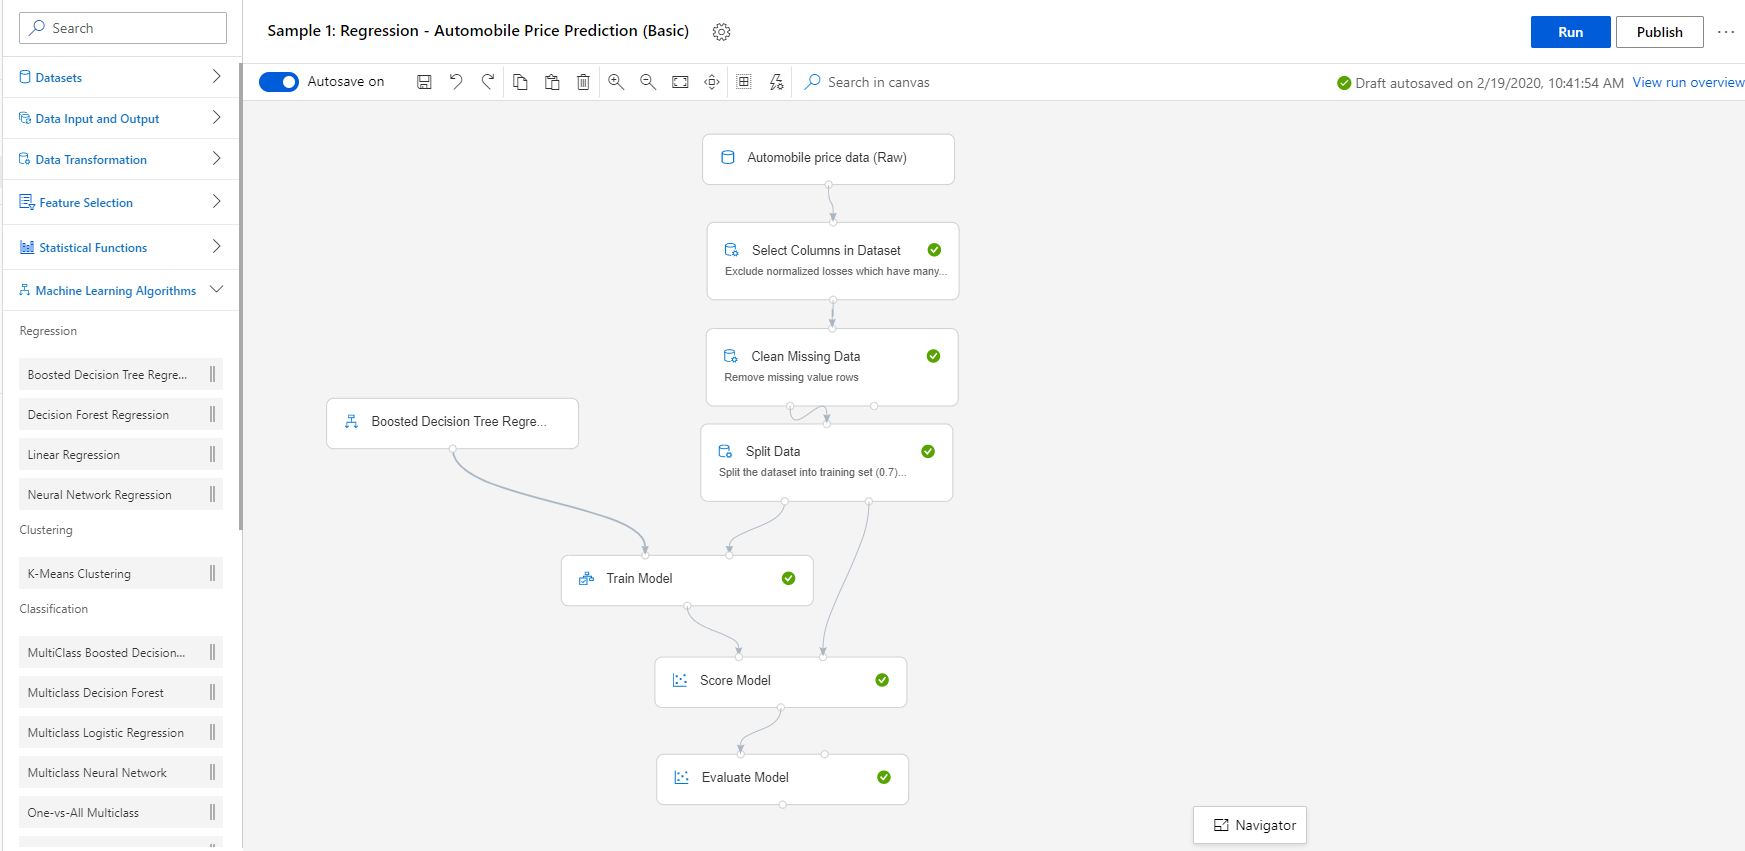 Search
Datasets
Data Input and Output
Data Transformation
Feature Selection
Statistical Functions
Machine Learning Algorithms
Regression
Boosted Decision Tree Regre...
Decision Forest Regression
Linear Regression
Neural Network Regression
Clustering
K-Means Clustering
Classification
MultiClass Boosted Decision...
Multiclass Decision Forest
Multiclass Logistic Regression
Multiclass Neural Network
One-vs-All Multiclass
Sample 1: Regression - Automobile Price Prediction (Basic)
Run
Publish
Autosave on
Search in canvas
Draft autosaved on 2/19/2020, 10:41:54 AM
View run overview
Automobile price data (Raw)
Select Columns in Dataset
Exclude normalized losses which have many...
Clean Missing Data
Remove missing value rows
Boosted Decision Tree Regre...
Split Data
Split the dataset into training set (0.7)...
Train Model
Score Model
Evaluate Model
Navigator